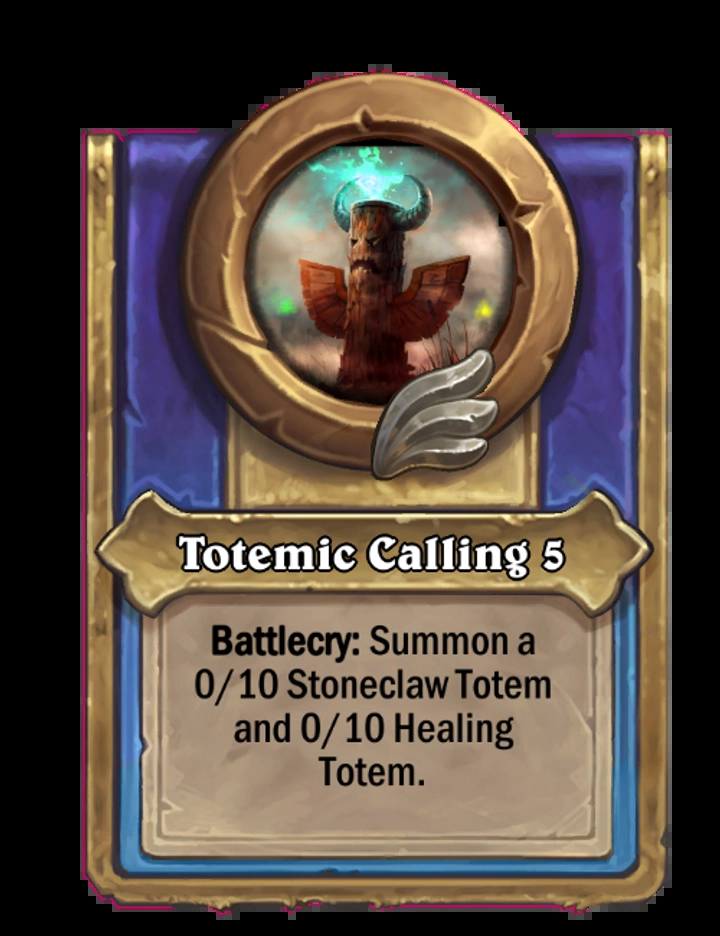 Totemic Calling 5
Battlecry: Summon a
0/10 Stoneclaw Totem
and 0/10 Healing
Totem.